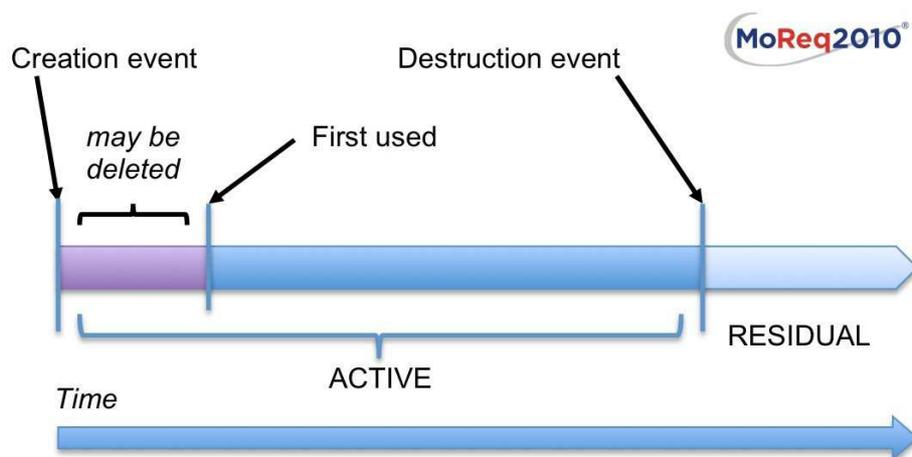 MoReq2010®
Creation event
Destruction event
may be
deleted
First used
RESIDUAL
ACTIVE
Time